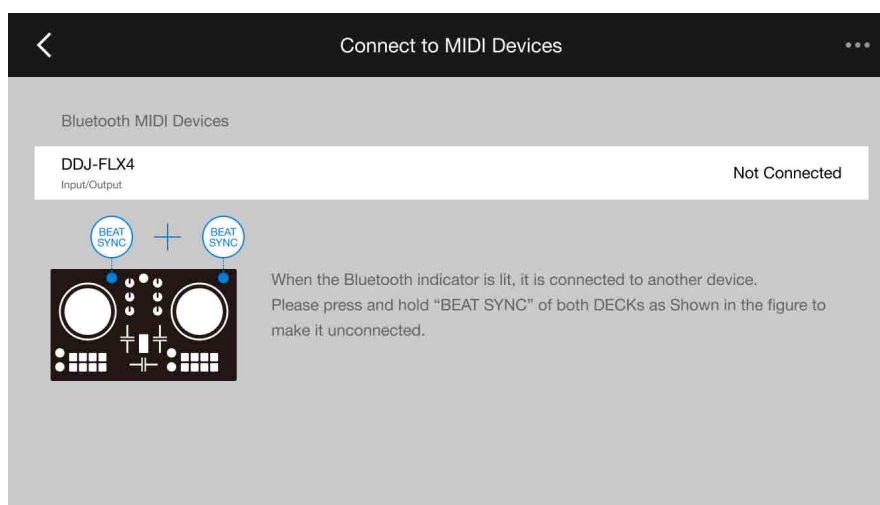 Connect to MIDI Devices
Bluetooth MIDI Devices
DDJ-FLX4
Input/Output
Not Connected
BEAT
SYNC
BEAT
SYNC
When the Bluetooth indicator is lit, it is connected to another device.
Please press and hold “BEAT SYNC” of both DECKs as Shown in the figure to
make it unconnected.